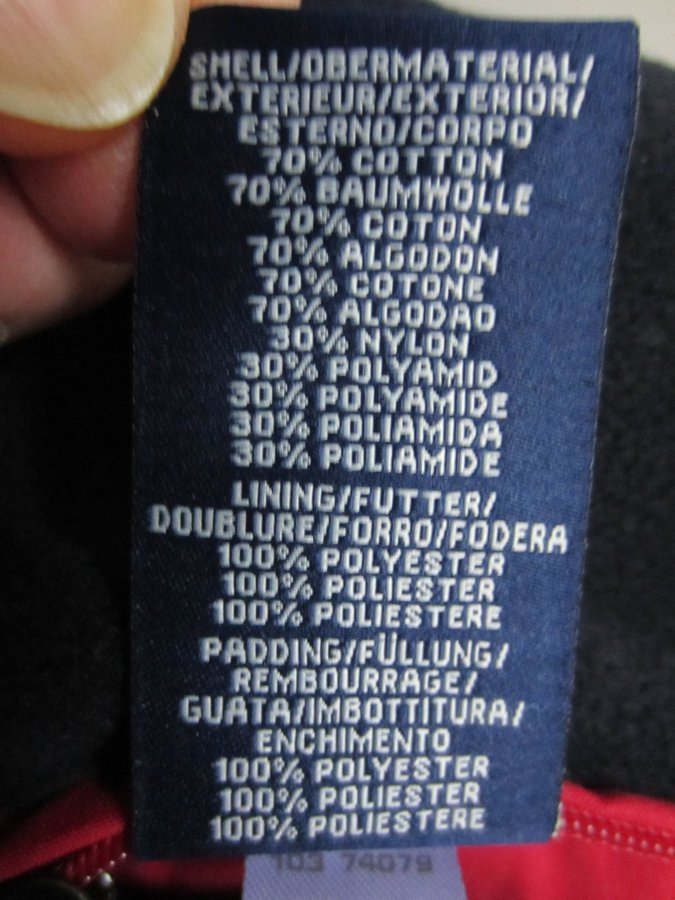 SHELL/OBERMATERIAL/
EXTERIEUR/EXTERIOR/
ESTERNO/CORPO
70% COTTON
70% BAUMWOLLE
70% COTON
70% ALGODON
70% COTONE
70% ALGODAO
30% NYLON
30% POLYAMID
30% POLYAMIDE
30% POLIAMIDA
30% POLIAMIDE
LINING/FUTTER/
DOUBLURE/FORRO/FODERA
100% POLYESTER
100% POLIESTER
100% POLIESTERE
PADDING/FÜLLUNG/
REMBOURRAGE/
GUATA/IMBOTTITURA/
ENCHIMENTO
100% POLYESTER
100% POLIESTER
100% POLIESTERE
103 74079